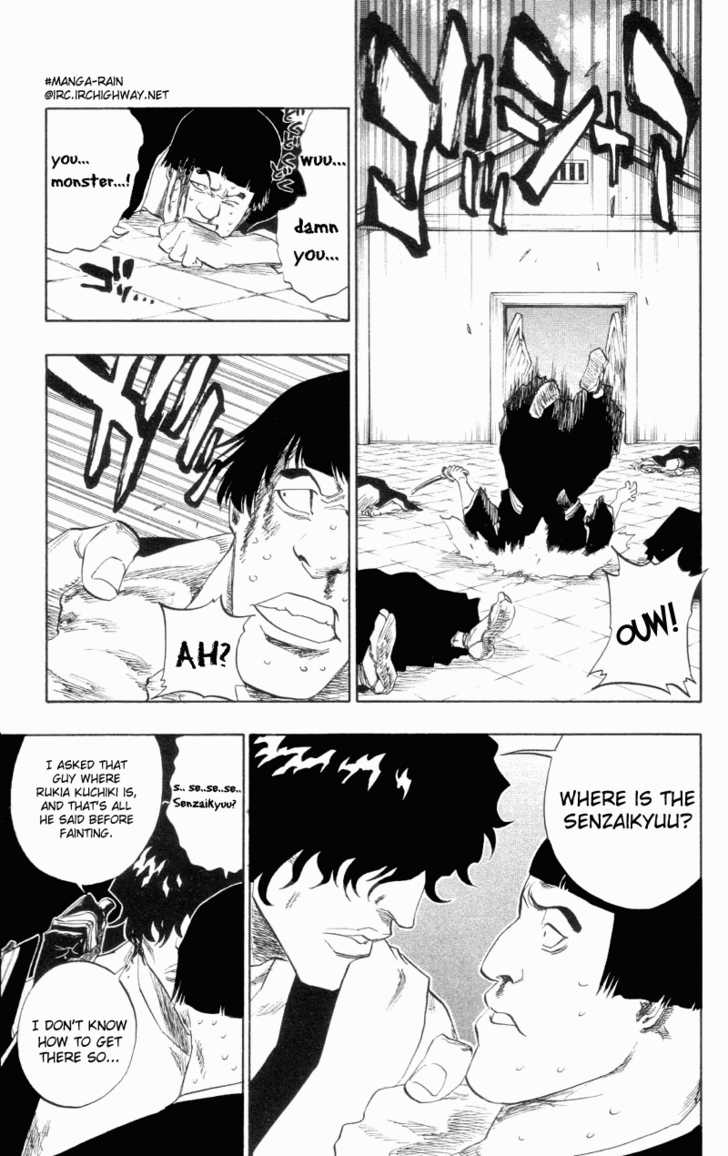 #MANGA-RAIN
@IRC.IRCHIGHWAY.NET
OUW!
WUU...
DAMN
YOU...
YOU...
MONSTER...!
AH?
WHERE IS THE
SENZAIKYUU?
S.. SE..SE..SE..
SENZAIKYUU?
I ASKED THAT
GUY WHERE
RUKIA KUCHIKI IS,
AND THAT'S ALL
HE SAID BEFORE
FAINTING.
I DON'T KNOW
HOW TO GET
THERE SO...